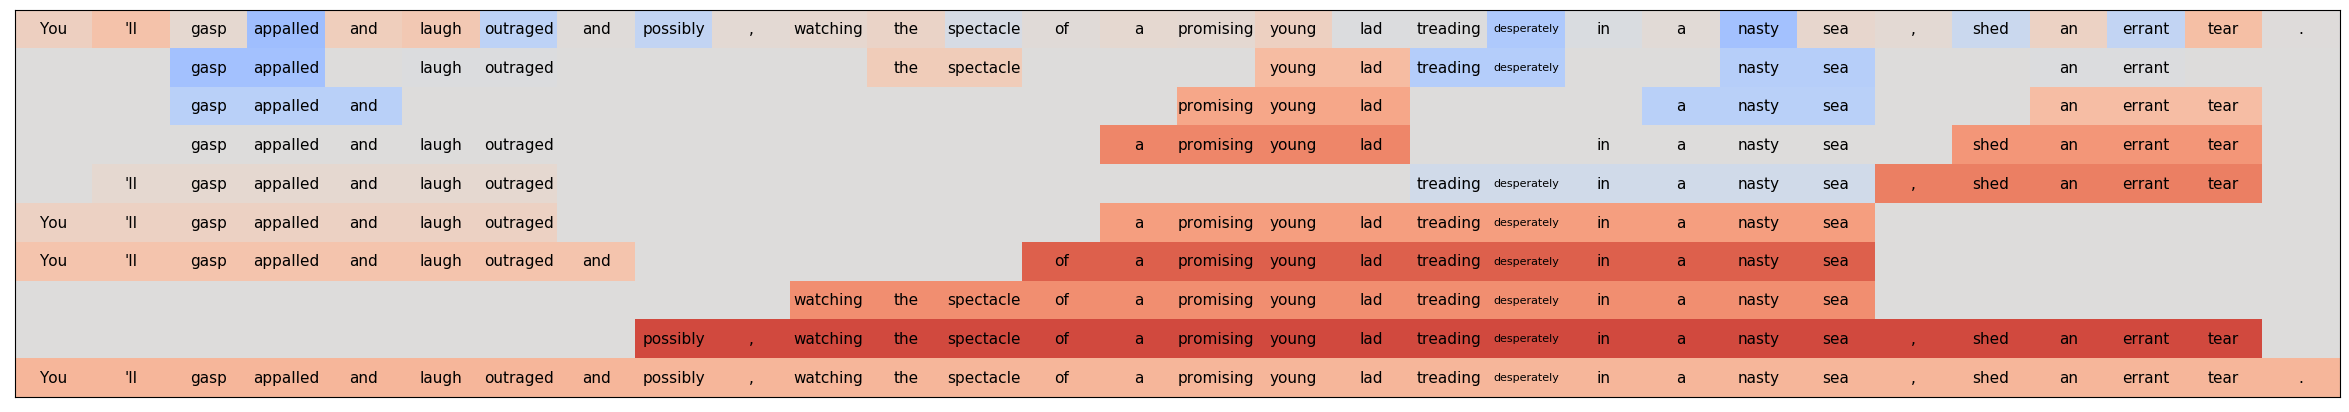 You 'll gasp appalled and laugh outraged and possibly , watching the spectacle of a promising young lad treading desperately in a nasty sea , shed an errant tear .
gasp appalled laugh outraged the spectacle young lad treading desperately nasty sea an errant
gasp appalled and promising young lad a nasty sea an errant tear
gasp appalled and laugh outraged a promising young lad in a nasty sea shed an errant tear
'll gasp appalled and laugh outraged treading desperately in a nasty sea , shed an errant tear
You 'll gasp appalled and laugh outraged a promising young lad treading desperately in a nasty sea
You 'll gasp appalled and laugh outraged and of a promising young lad treading desperately in a nasty sea
watching the spectacle of a promising young lad treading desperately in a nasty sea
possibly , watching the spectacle of a promising young lad treading desperately in a nasty sea , shed an errant tear
You 'll gasp appalled and laugh outraged and possibly , watching the spectacle of a promising young lad treading desperately in a nasty sea , shed an errant tear .